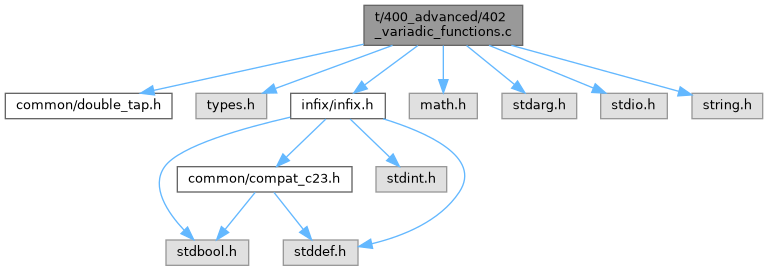 t/400_advanced/402
_variadic_functions.c
common/double_tap.h
types.h
infix/infix.h
math.h
stdarg.h
stdio.h
string.h
common/compat_c23.h
stdint.h
stdbool.h
stddef.h